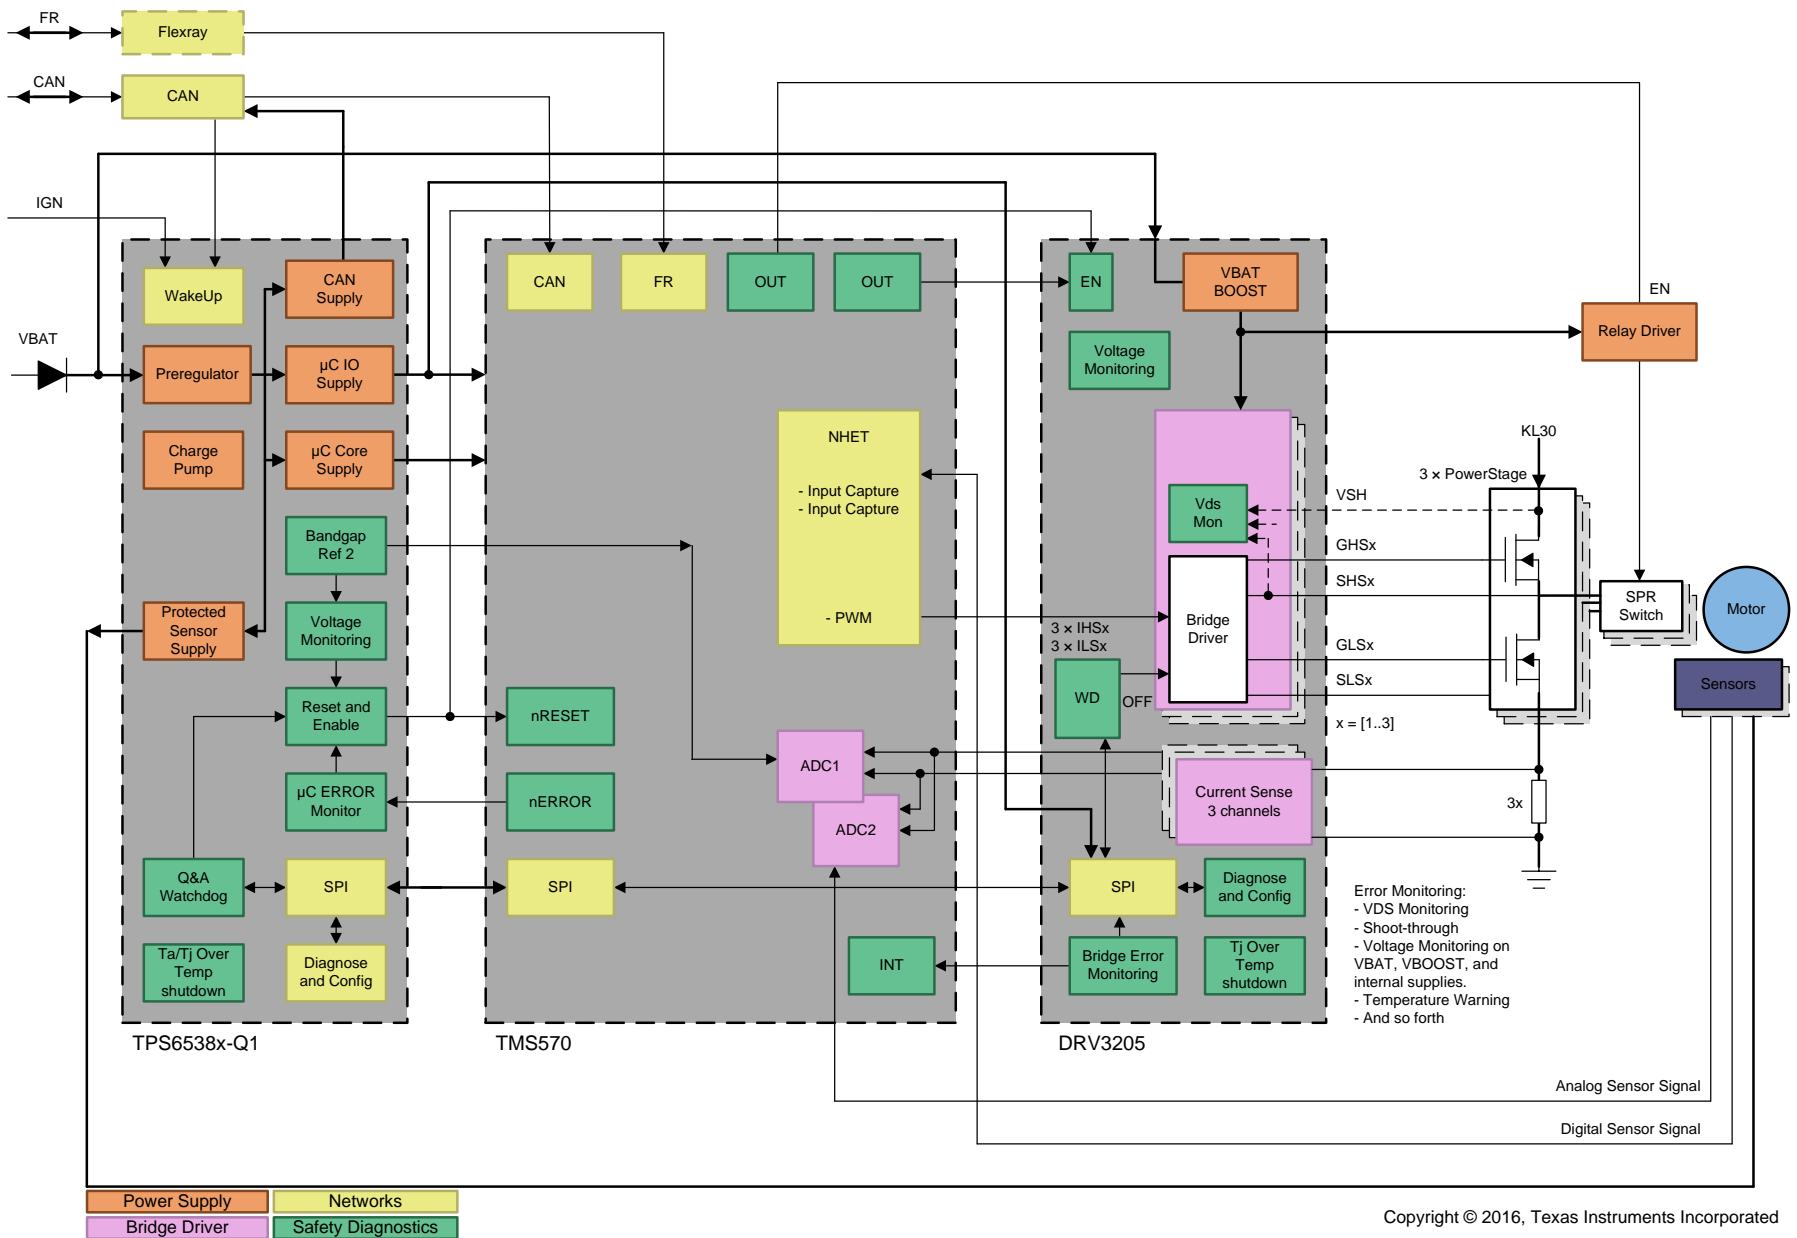 FR
Flexray
CAN
CAN
IGN
VBAT
WakeUp
CAN
Supply
Preregulator
µC IO
Supply
Charge
Pump
µC Core
Supply
Bandgap
Ref 2
Protected
Sensor
Supply
Voltage
Monitoring
Reset and
Enable
µC ERROR
Monitor
Q&A
Watchdog
SPI
Ta/Tj Over
Temp
shutdown
Diagnose
and Config
TPS6538x-Q1
CAN
FR
OUT
OUT
NHET
- Input Capture
- Input Capture
- PWM
nRESET
nERROR
ADC1
ADC2
SPI
INT
TMS570
EN
VBAT
BOOST
Voltage
Monitoring
Vds
Mon
Bridge
Driver
3 × IHSx
3 × ILSx
WD
OFF
Current Sense
3 channels
SPI
Diagnose
and Config
Bridge Error
Monitoring
Tj Over
Temp
shutdown
DRV3205
EN
Relay Driver
KL30
3 × PowerStage
VSH
GHSx
SHSx
GLSx
SLSx
x = [1..3]
SPR
Switch
Motor
Sensors
3x
Error Monitoring:
- VDS Monitoring
- Shoot-through
- Voltage Monitoring on
VBAT, VBOOST, and
internal supplies.
- Temperature Warning
- And so forth
Analog Sensor Signal
Digital Sensor Signal
Power Supply
Networks
Bridge Driver
Safety Diagnostics
Copyright © 2016, Texas Instruments Incorporated